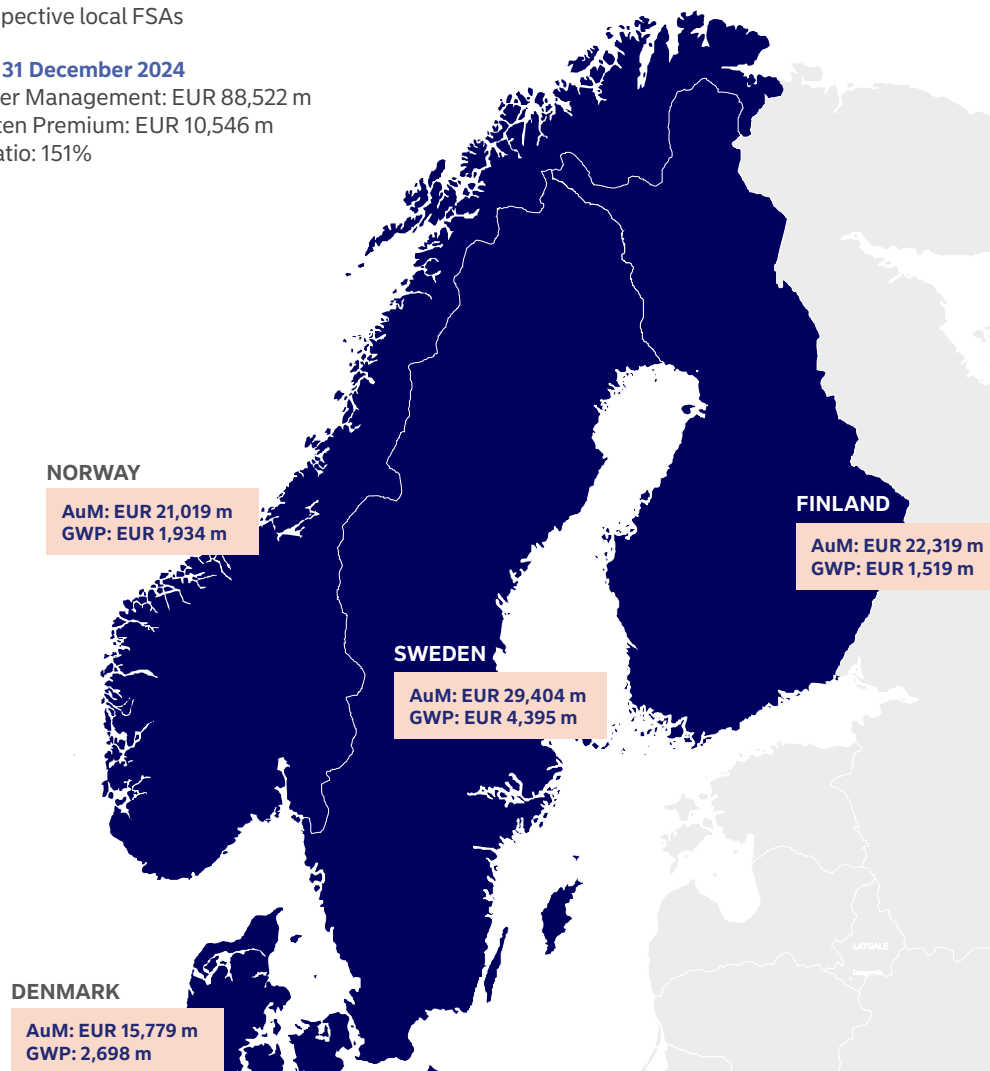 pective local FSAs
31 December 2024
er Management: EUR 88,522 m
ten Premium: EUR 10,546 m
atio: 151%
NORWAY
AuM: EUR 21,019 m
GWP: EUR 1,934 m
FINLAND
AuM: EUR 22,319 m
GWP: EUR 1,519 m
SWEDEN
AuM: EUR 29,404 m
GWP: EUR 4,395 m
LATGALE
DENMARK
AuM: EUR 15,779 m
GWP: 2,698 m